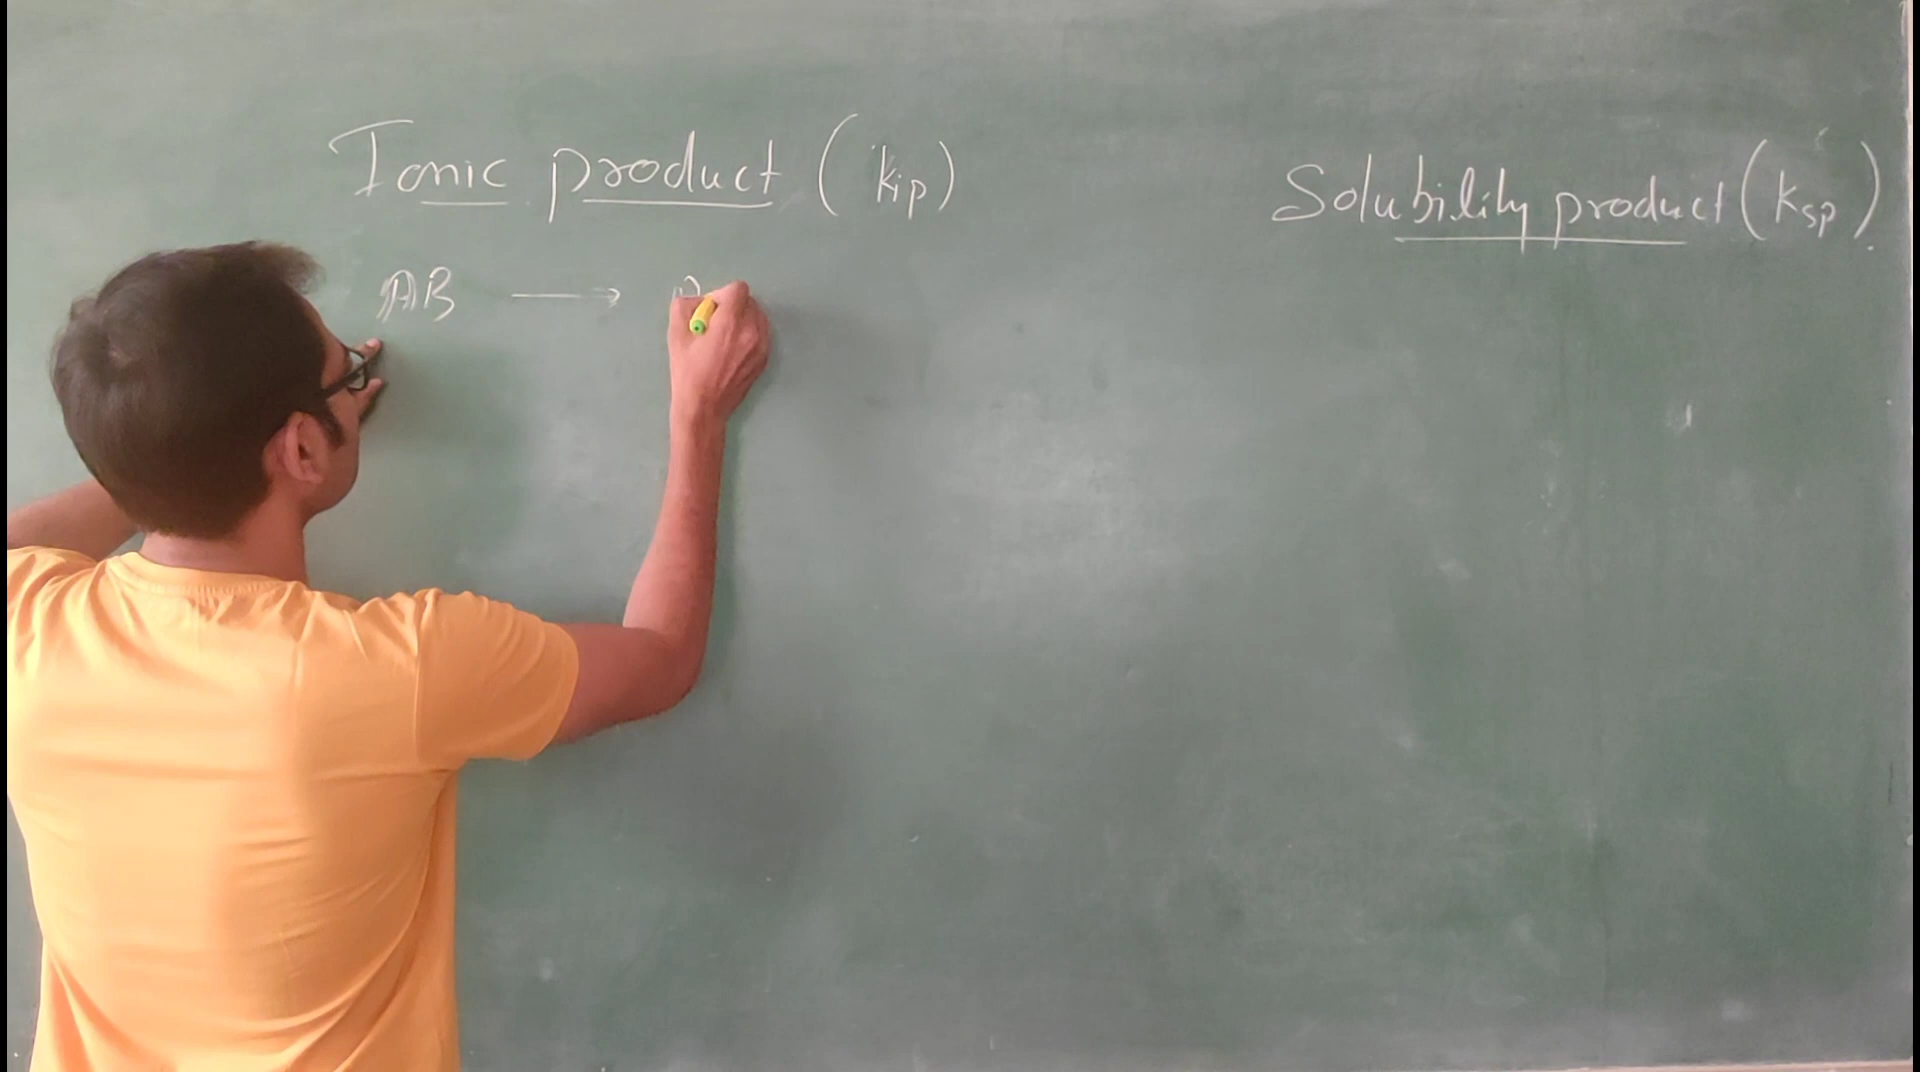 Ionic product (kip)
Solubility product (ksp).
AB →